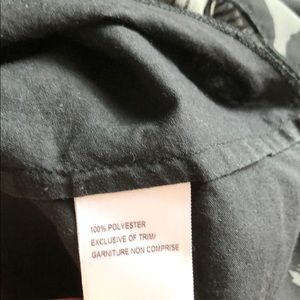 100% POLYESTER
EXCLUSIVE OF TRIM/
GARNITURE NON COMPRISE